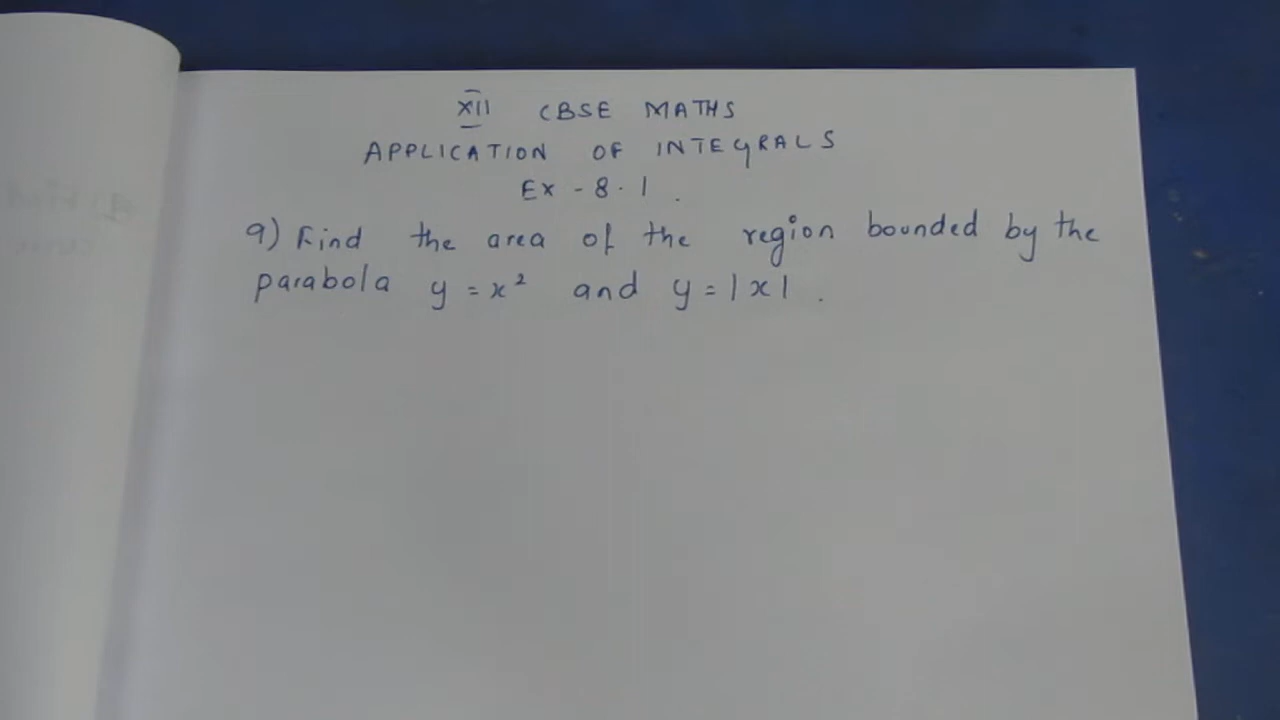 XII CBSE MATHS
APPLICATION OF INTEGRALS
Ex - 8.1.
9) Find the area of the region bounded by the
parabola y = x² and y = |x|.